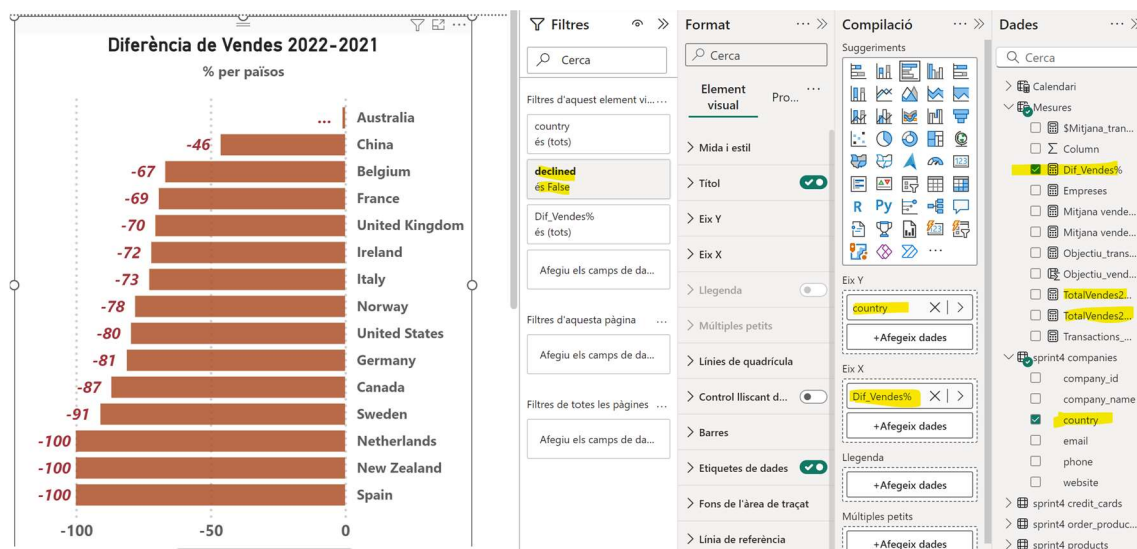 Diferència de Vendes 2022-2021
% per països
... Australia
-46 China
-67 Belgium
-69 France
-70 United Kingdom
-72 Ireland
-73 Italy
-78 Norway
-80 United States
-81 Germany
-87 Canada
-91 Sweden
-100 Netherlands
-100 New Zealand
-100 Spain
-100 -50 0
Filtres
Cerca
Filtres d'aquest element vi... ...
country
és (tots)
declined
és False
Dif_Vendes%
és (tots)
Afegiu els camps de da...
Filtres d'aquesta pàgina ...
Afegiu els camps de da...
Filtres de totes les pàgines ...
Afegiu els camps de da...
Format ...
Cerca
Element visual
Pro... ...
Mida i estil
Títol
Eix Y
Eix X
Llegenda
Múltiples petits
Línies de quadrícula
Control lliscant d...
Barres
Etiquetes de dades
Fons de l'àrea de traçat
Línia de referència
Compilació ...
Suggeriments
123
R Py
...
Eix Y
country
+Afegeix dades
Eix X
Dif_Vendes%
+Afegeix dades
Llegenda
+Afegeix dades
Múltiples petits
+Afegeix dades
Dades ...
Cerca
Calendari
Mesures
$Mitjana_tran...
Column
Dif_Vendes%
Empreses
Mitjana vende...
Mitjana vende...
Objectiu_trans...
Objectiu_vend...
TotalVendes2...
TotalVendes2...
Transactions_...
sprint4 companies
company_id
company_name
country
email
phone
website
sprint4 credit_cards
sprint4 order_produc...
sprint4 products